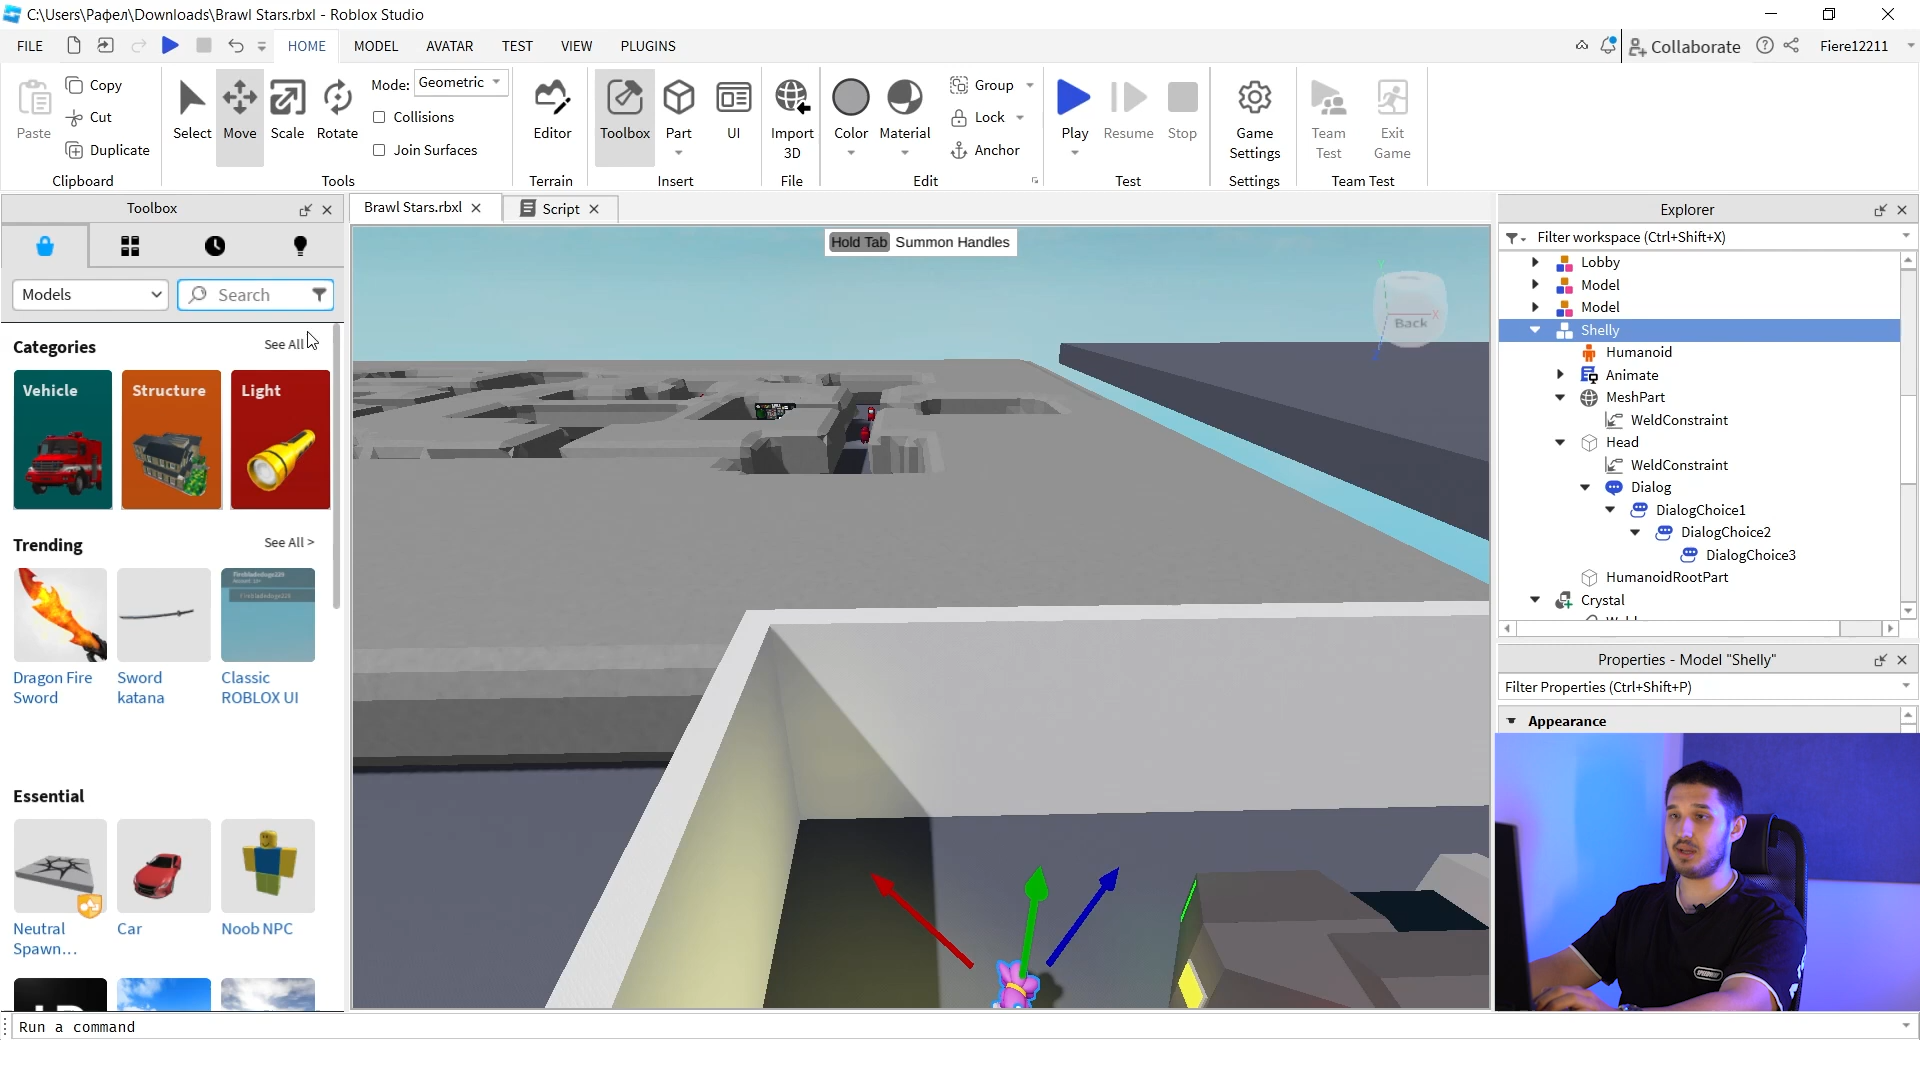 C:\Users\Рафел\Downloads\Brawl Stars.rbxl - Roblox Studio
FILE HOME MODEL AVATAR TEST VIEW PLUGINS Collaborate Fiere12211
Paste Copy Cut Duplicate
Clipboard
Select Move Scale Rotate
Mode: Geometric
Collisions
Join Surfaces
Tools
Editor
Terrain
Toolbox Part UI
Insert
Import 3D
File
Color Material
Group
Lock
Anchor
Edit
Play Resume Stop
Test
Game Settings
Settings
Team Test
Exit Game
Team Test
Toolbox
Models Search
Categories See All
Vehicle Structure Light
Trending See All >
Dragon Fire Sword
Sword katana
Classic ROBLOX UI
Essential
Neutral Spawn...
Car
Noob NPC
Brawl Stars.rbxl
Script
Hold Tab Summon Handles
Back
X
Explorer
Filter workspace (Ctrl+Shift+X)
Lobby
Model
Model
Shelly
Humanoid
Animate
MeshPart
WeldConstraint
Head
WeldConstraint
Dialog
DialogChoice1
DialogChoice2
DialogChoice3
HumanoidRootPart
Crystal
Properties - Model "Shelly"
Filter Properties (Ctrl+Shift+P)
Appearance
Run a command